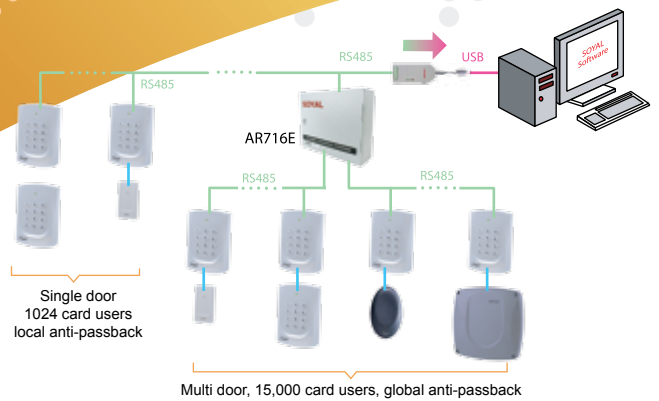 RS485
USB
SOYAL
Software
RS485
SOYAL
AR716E
RS485
RS485
Single door
1024 card users
local anti-passback
Multi door, 15,000 card users, global anti-passback